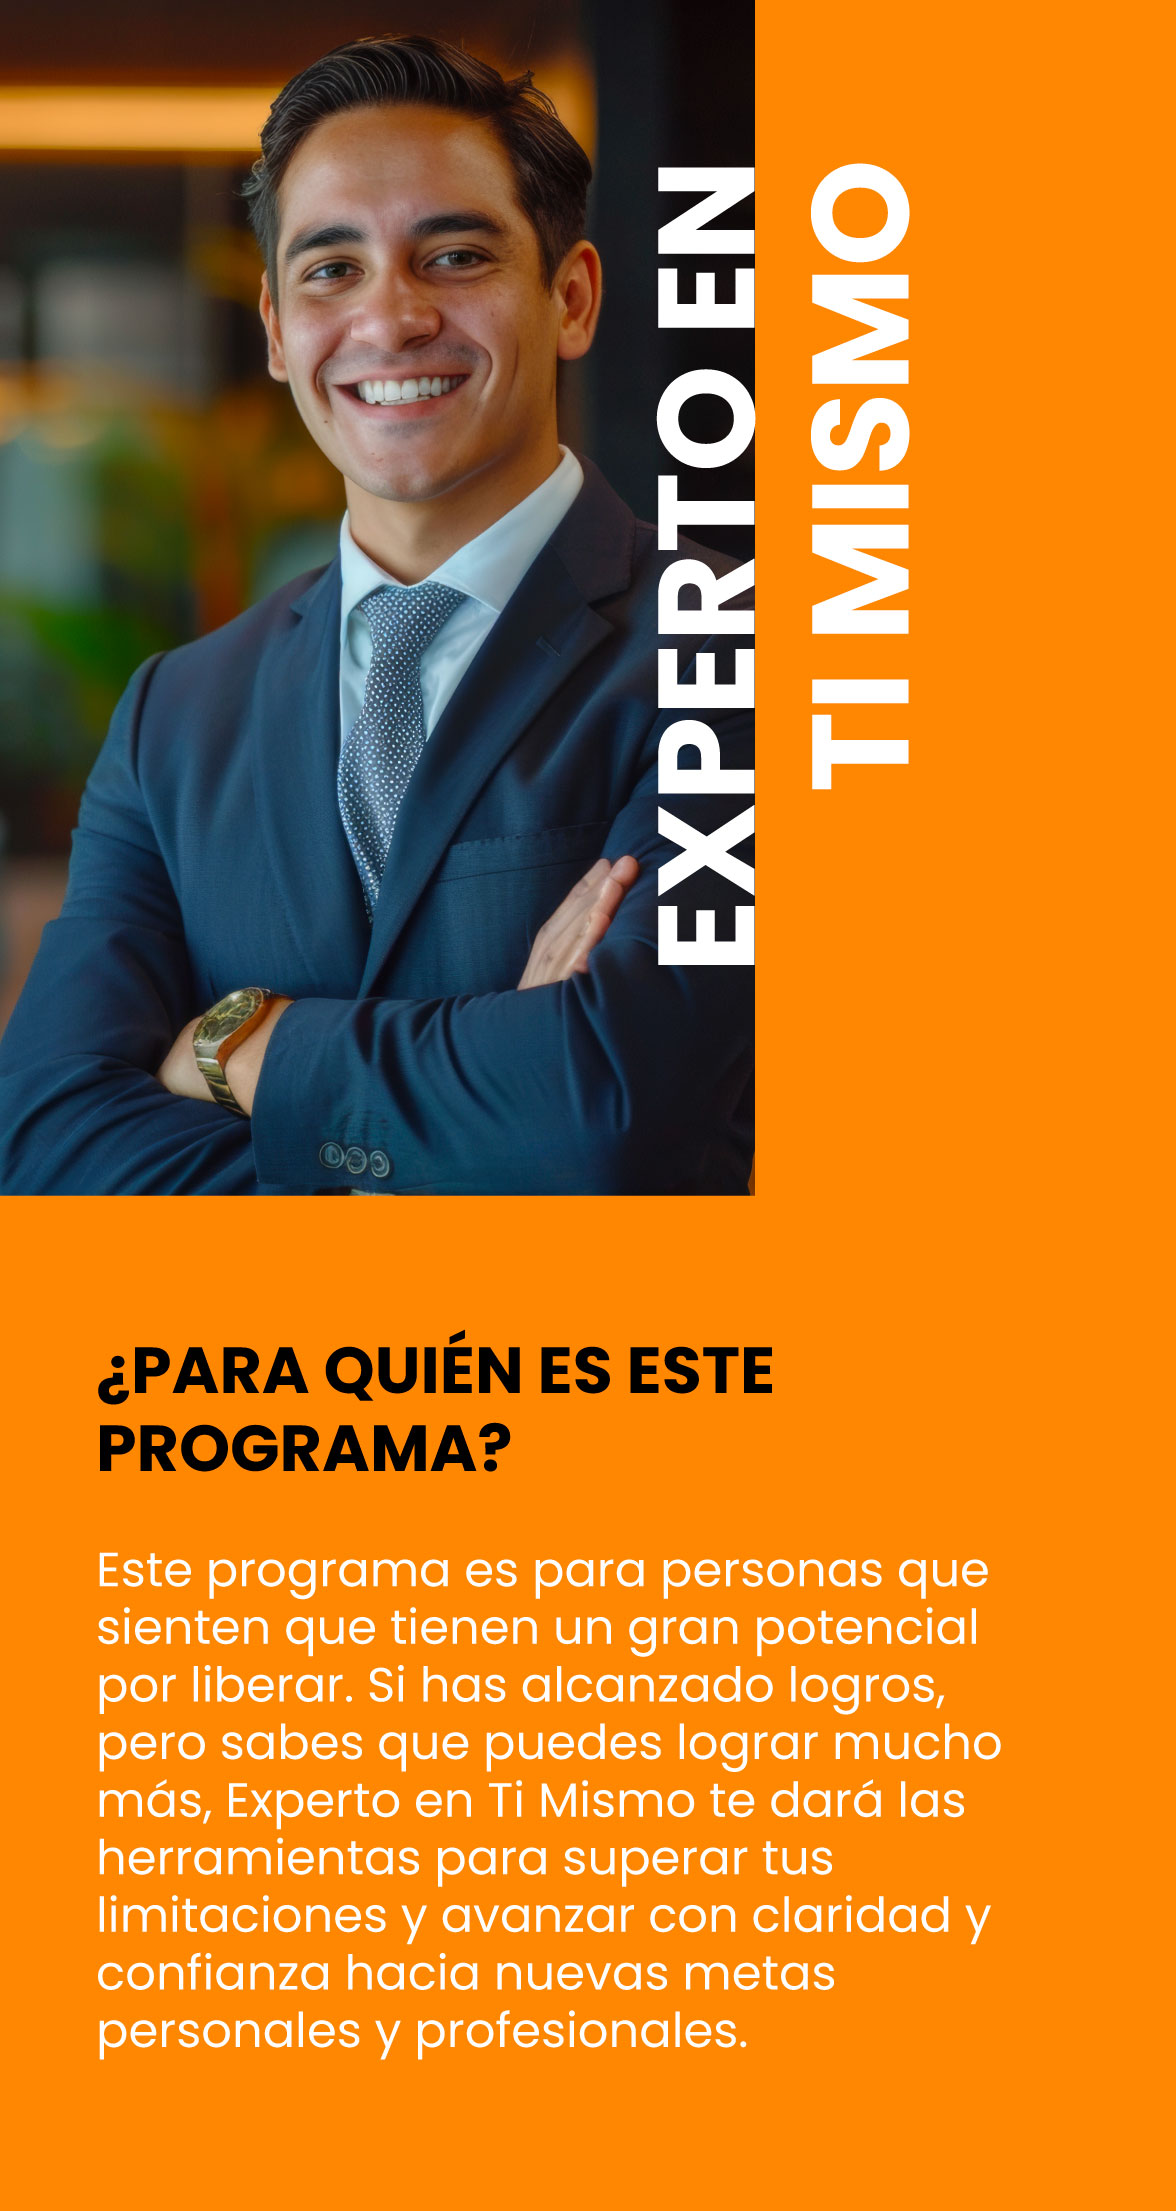 EXPERTO EN
TI MISMO
¿PARA QUIÉN ES ESTE
PROGRAMA?
Este programa es para personas que
sienten que tienen un gran potencial
por liberar. Si has alcanzado logros,
pero sabes que puedes lograr mucho
más, Experto en Ti Mismo te dará las
herramientas para superar tus
limitaciones y avanzar con claridad y
confianza hacia nuevas metas
personales y profesionales.